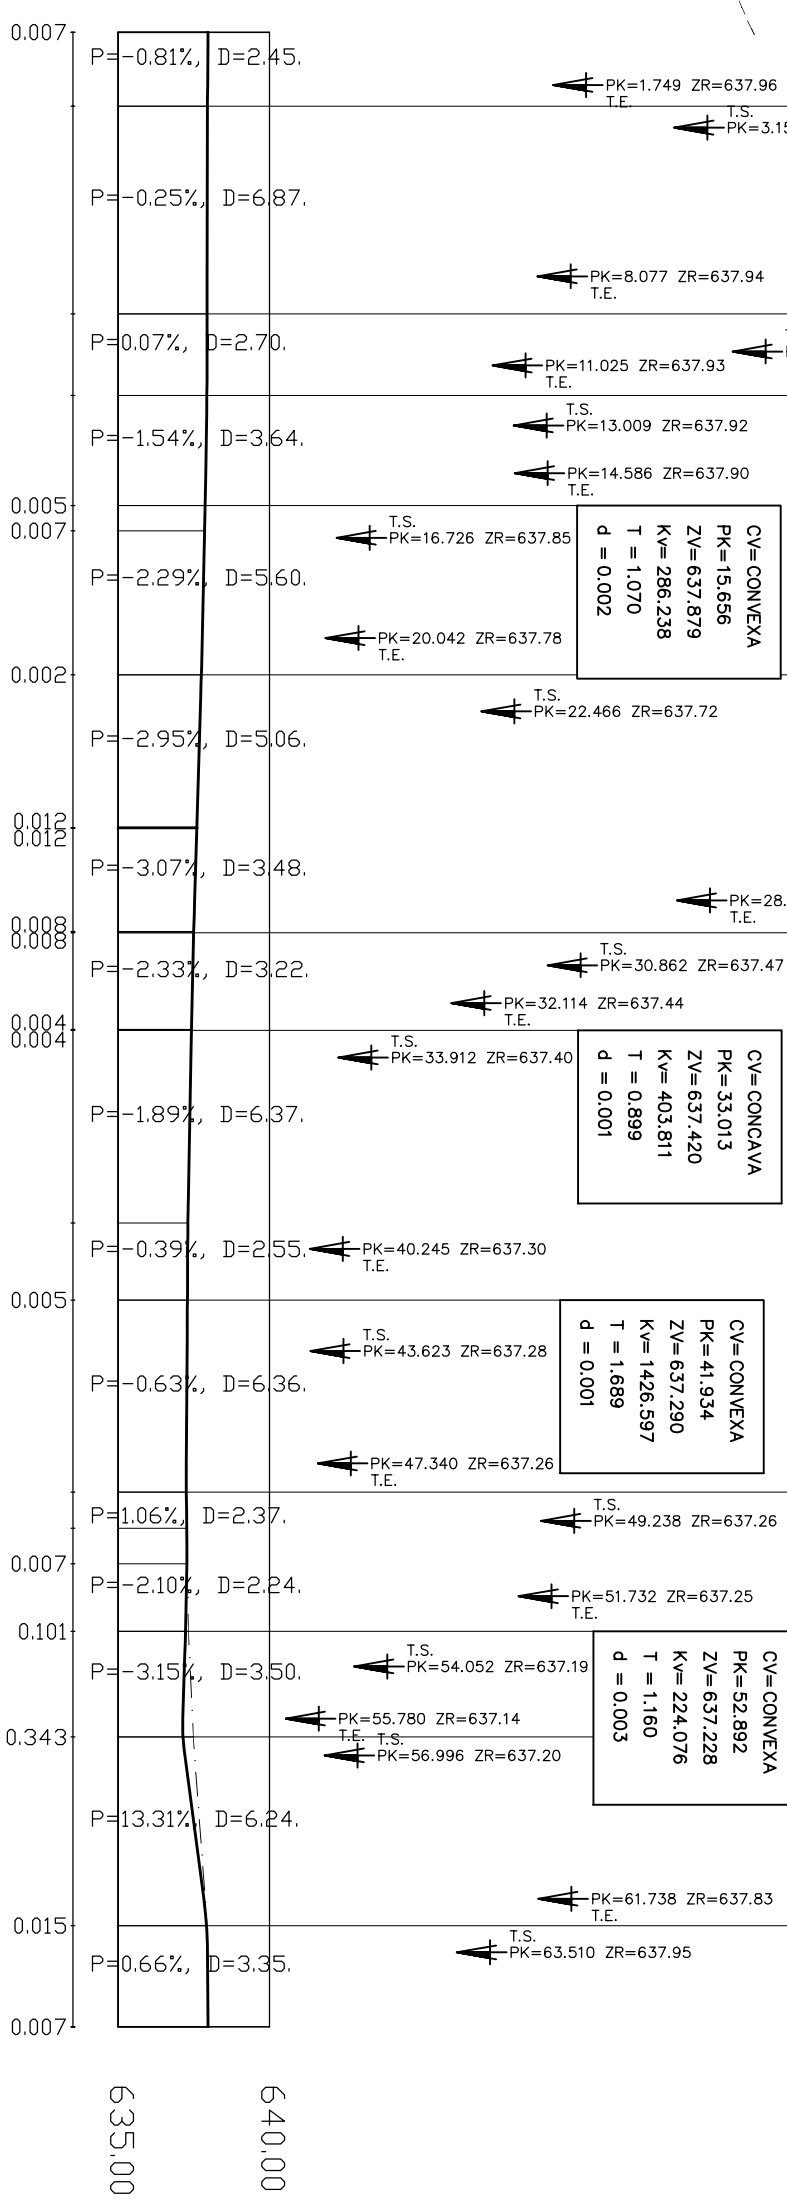 0.007
P=-0.81%, D=2.45.
PK=1.749 ZR=637.96
T.E.
T.S.
P=-0.25%, D=6.87.
PK=8.077 ZR=637.94
T.E.
P=0.07%, D=2.70.
PK=11.025 ZR=637.93
T.E.
T.S.
PK=13.009 ZR=637.92
P=-1.54%, D=3.64.
PK=14.586 ZR=637.90
T.E.
0.005
0.007
T.S.
PK=16.726 ZR=637.85
CV=CONVEXA
PK=15.656
ZV=637.879
Kv=286.238
T =1.070
d =0.002
P=-2.29%, D=5.60.
PK=20.042 ZR=637.78
T.E.
0.002
T.S.
PK=22.466 ZR=637.72
P=-2.95%, D=5.06.
0.012
0.012
P=-3.07%, D=3.48.
PK=28.
T.E.
0.008
0.008
T.S.
PK=30.862 ZR=637.47
P=-2.33%, D=3.22.
PK=32.114 ZR=637.44
T.E.
0.004
0.004
T.S.
PK=33.912 ZR=637.40
CV=CONCAVA
PK=33.013
ZV=637.420
Kv=403.811
T =0.899
d =0.001
P=-1.89%, D=6.37.
P=-0.39%, D=2.55.
PK=40.245 ZR=637.30
T.E.
0.005
T.S.
PK=43.623 ZR=637.28
CV=CONVEXA
PK=41.934
ZV=637.290
Kv=1426.597
T =1.689
d =0.001
P=-0.63%, D=6.36.
PK=47.340 ZR=637.26
T.E.
P=1.06%, D=2.37.
T.S.
PK=49.238 ZR=637.26
0.007
P=-2.10%, D=2.24.
PK=51.732 ZR=637.25
T.E.
0.101
T.S.
PK=54.052 ZR=637.19
CV=CONVEXA
PK=52.892
ZV=637.228
Kv=224.076
T =1.160
d =0.003
P=-3.15%, D=3.50.
PK=55.780 ZR=637.14
T.E.
0.343
T.S.
PK=56.996 ZR=637.20
P=13.31%, D=6.24.
PK=61.738 ZR=637.83
T.E.
0.015
T.S.
PK=63.510 ZR=637.95
P=0.66%, D=3.35.
0.007
635.00
640.00